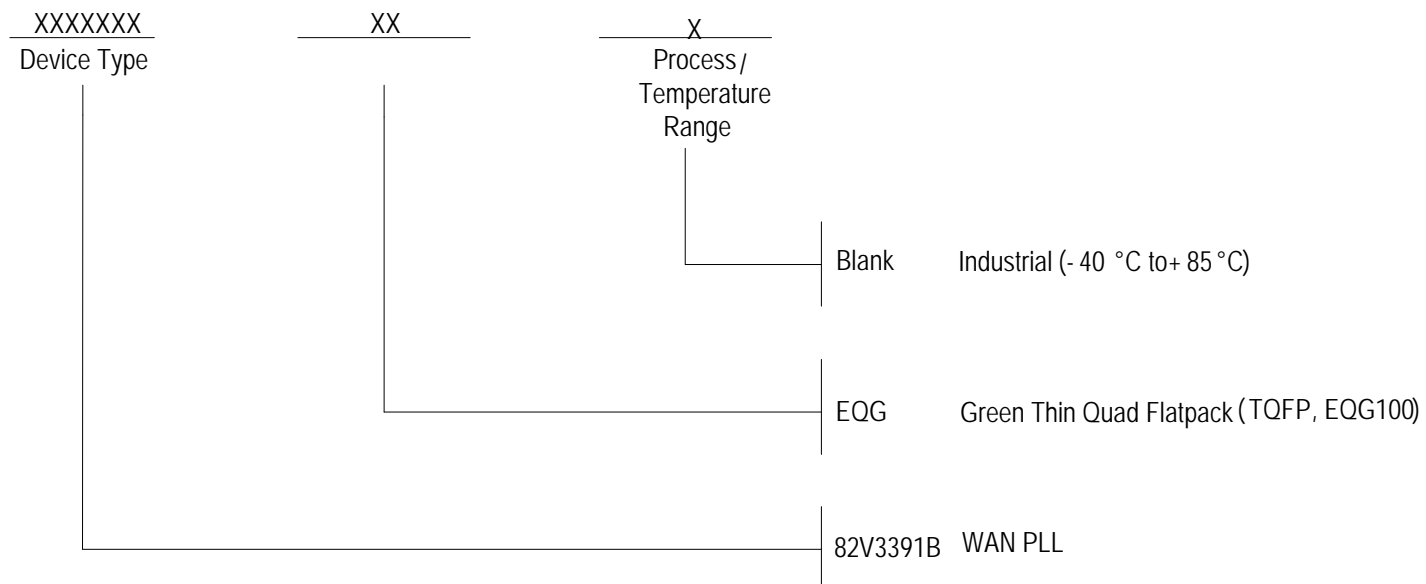 XXXXXXX XX X
Device Type
Process /
Temperature
Range
Blank Industrial (- 40 °C to+ 85 °C)
EQG Green Thin Quad Flatpack (TQFP, EQG100)
82V3391B WAN PLL